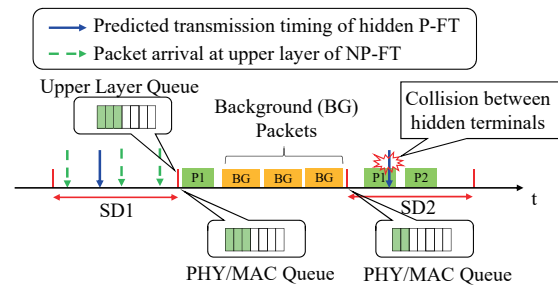 Predicted transmission timing of hidden P-FT
Packet arrival at upper layer of NP-FT
Upper Layer Queue
Background (BG)
Packets
Collision between
hidden terminals
P1
BG
BG
BG
P1
P2
t
SD1
SD2
PHY/MAC Queue
PHY/MAC Queue